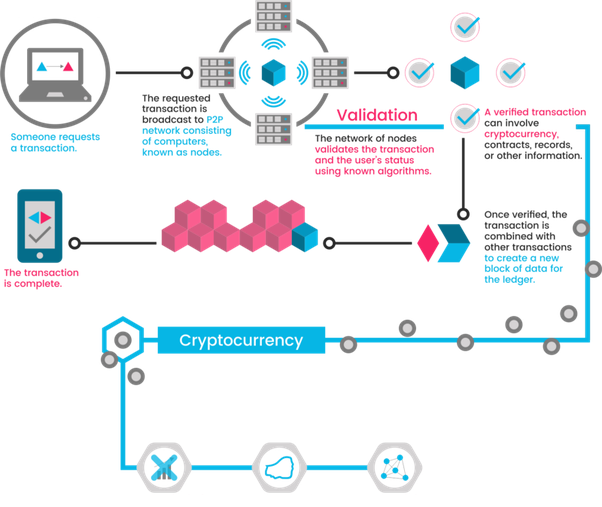 Someone requests
a transaction.
The requested
transaction is
broadcast to P2P
network consisting
of computers,
known as nodes.
Validation
The network of nodes
validates the transaction
and the user's status
using known algorithms.
A verified transaction
can involve
cryptocurrency,
contracts, records,
or other information.
Once verified, the
transaction is
combined with
other transactions
to create a new
block of data for
the ledger.
The transaction
is complete.
Cryptocurrency